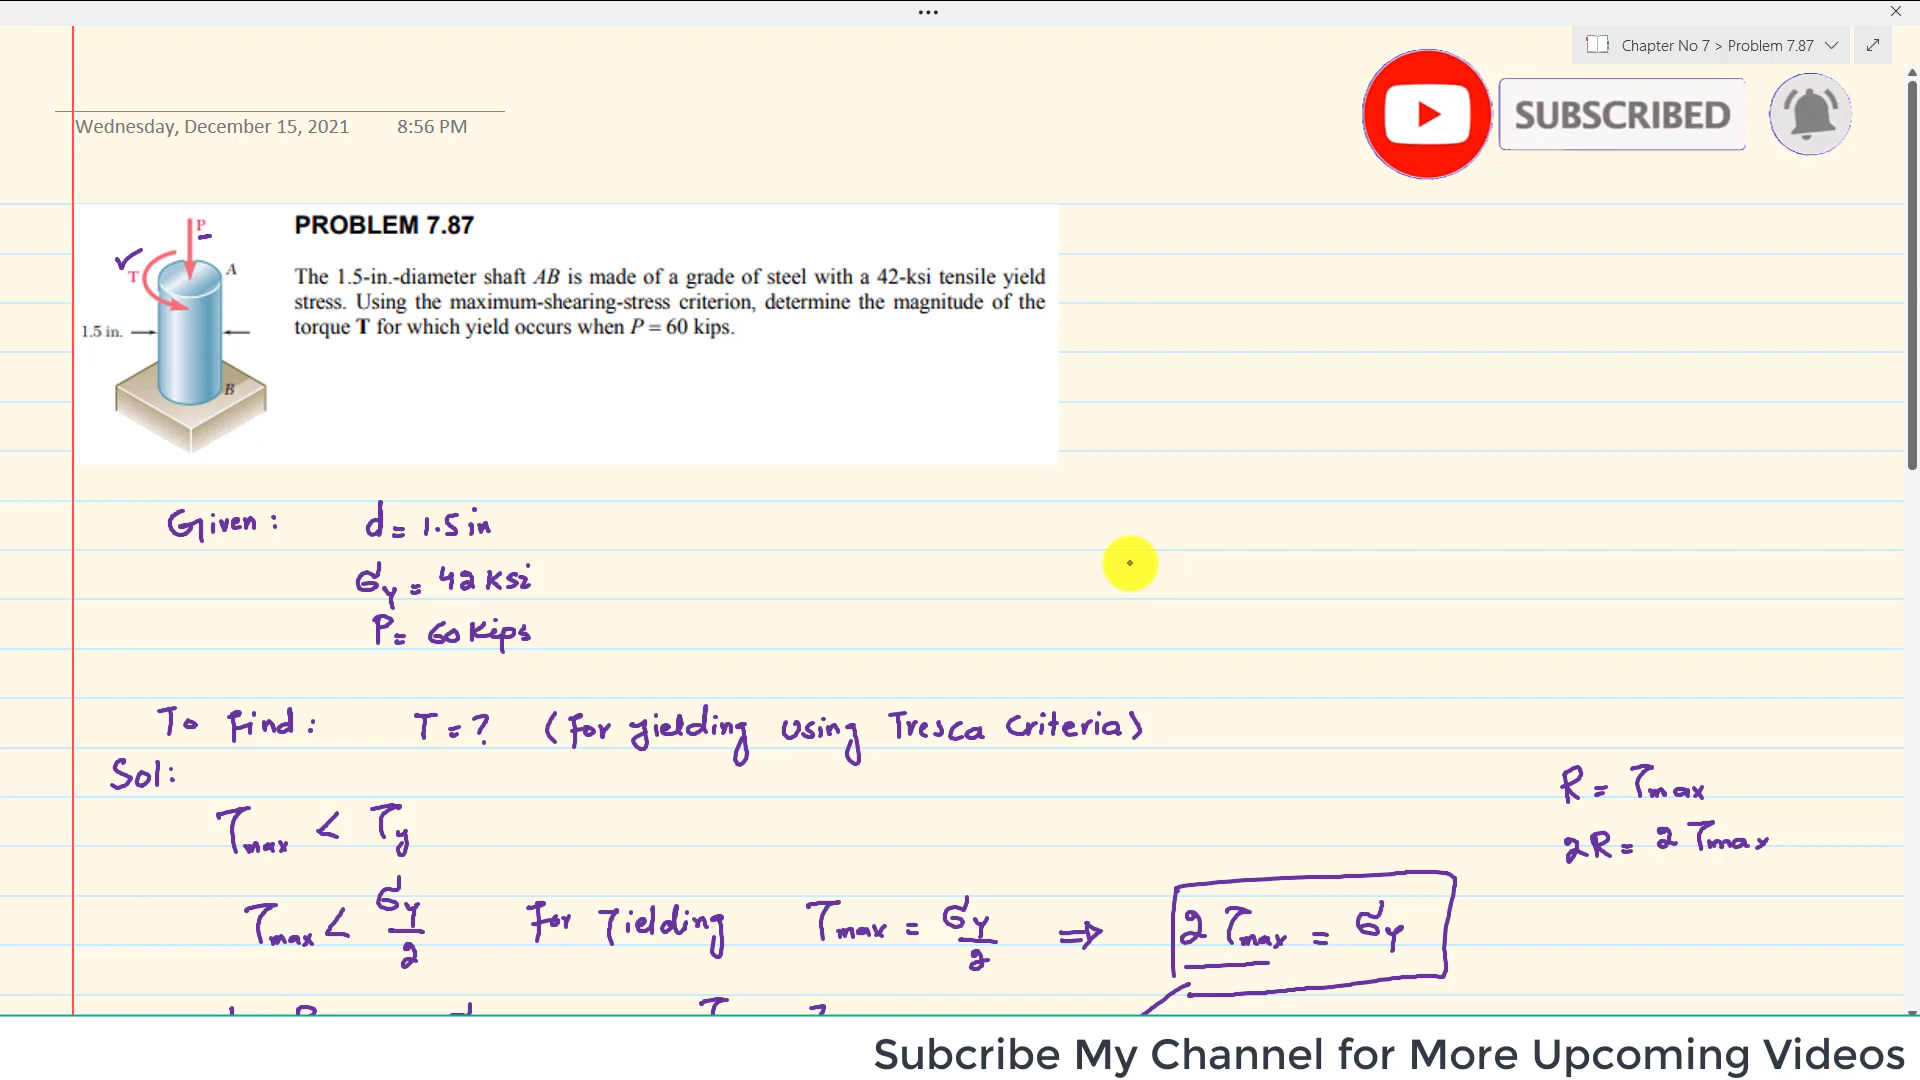 Chapter No 7 > Problem 7.87
SUBSCRIBED
Wednesday, December 15, 2021 8:56 PM
PROBLEM 7.87
The 1.5-in.-diameter shaft AB is made of a grade of steel with a 42-ksi tensile yield
stress. Using the maximum-shearing-stress criterion, determine the magnitude of the
torque T for which yield occurs when P = 60 kips.
P
T
A
1.5 in.
B
Given : d = 1.5 in
σY = 42 ksi
P = 60 kips
To find : T = ? (For yielding using Tresca Criteria)
Sol:
τmax < τy
R = τmax
2R = 2 τmax
τmax < σY/2 For Yielding τmax = σY/2 ⇒ 2 τmax = σY
Subcribe My Channel for More Upcoming Videos